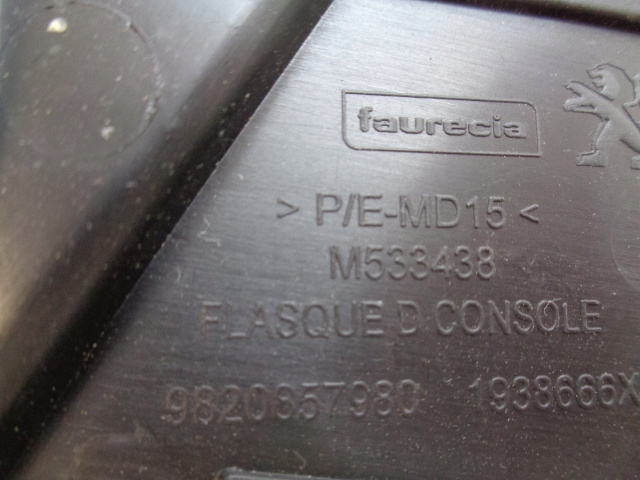 faurecia
> P/E-MD15 <
M533438
FLASQUE D CONSOLE
9820857980 1938666X